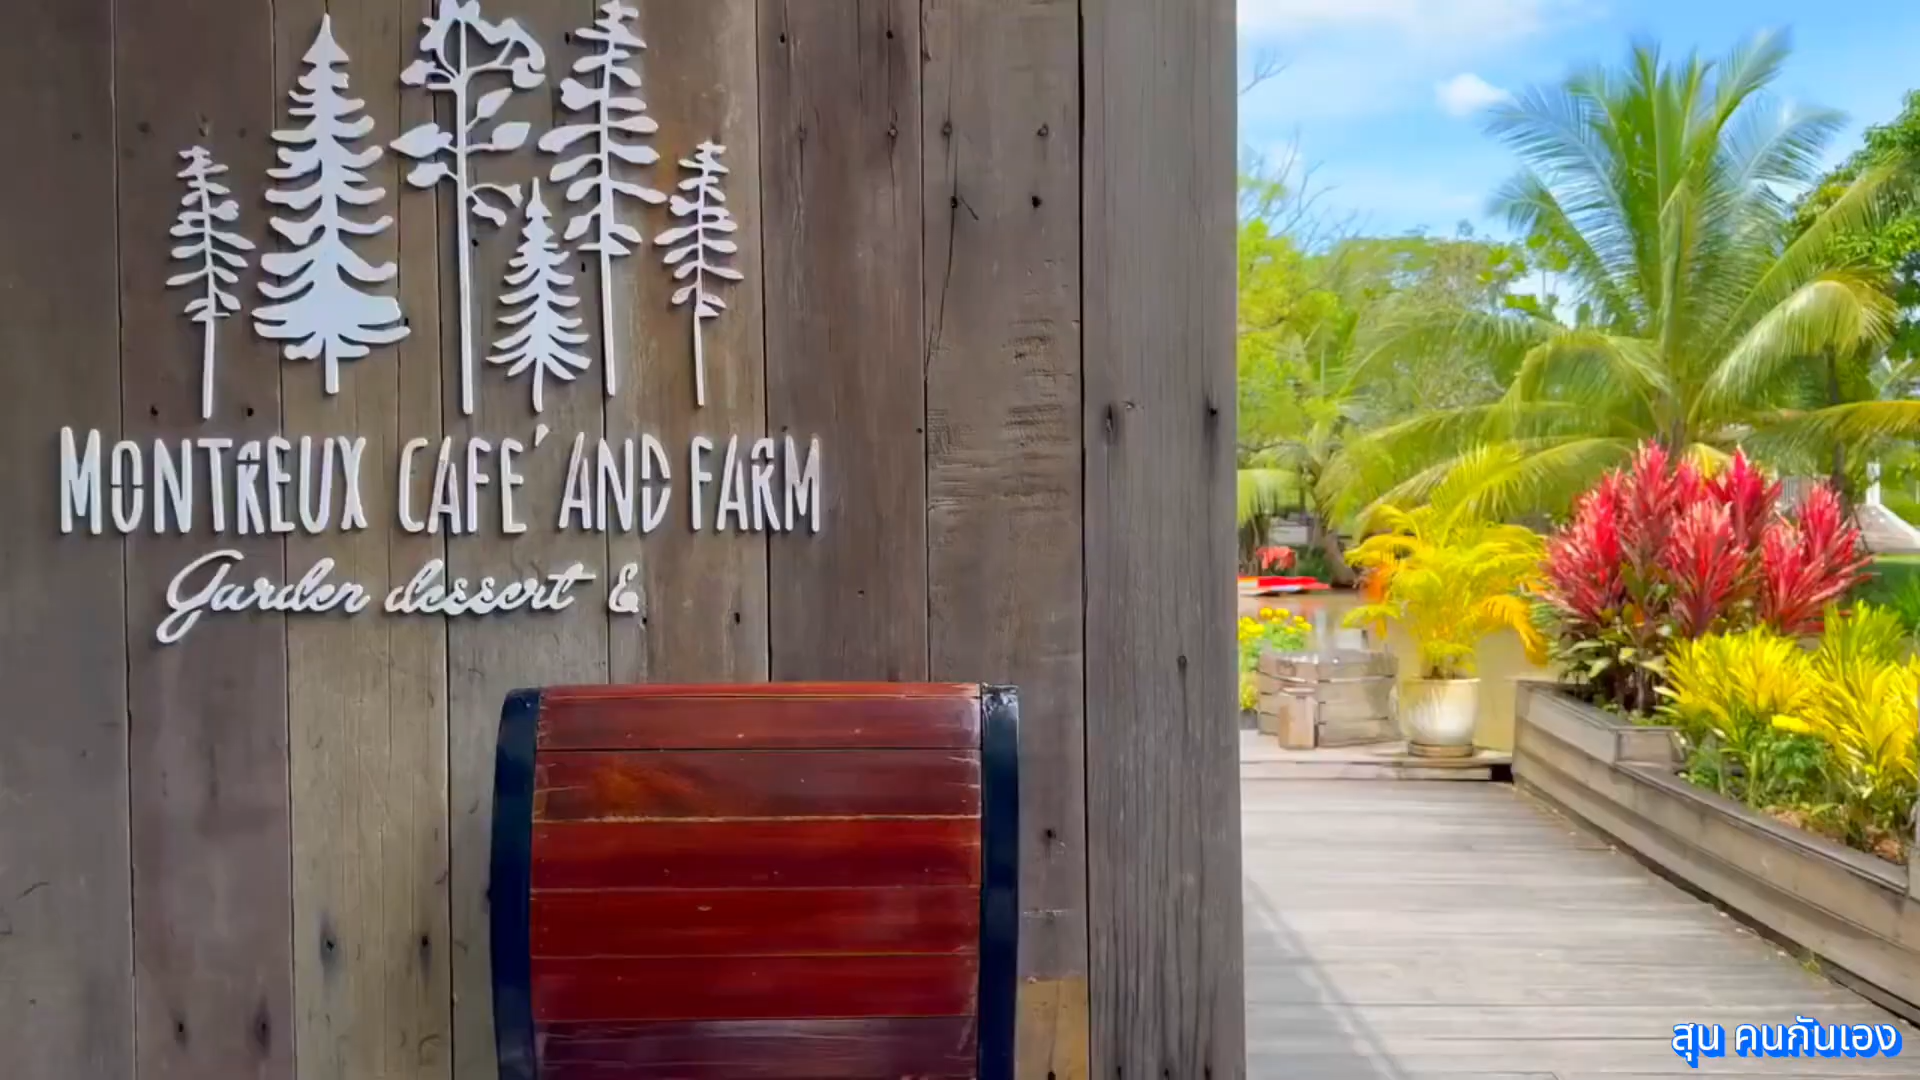 MONTREUX CAFE' AND FARM
Garden dessert &
สุน คนกันเอง